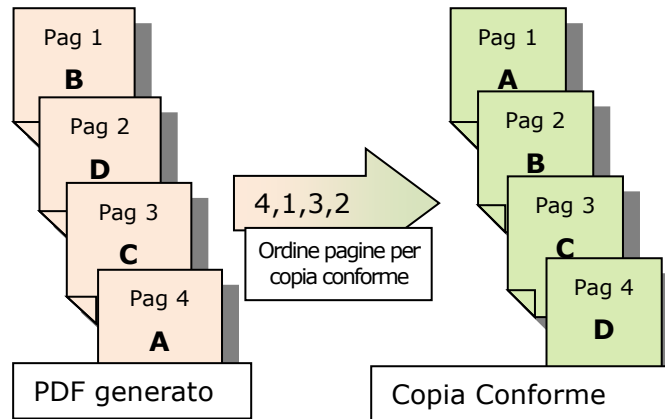 Pag 1
B
Pag 2
D
Pag 3
C
Pag 4
A
PDF generato
4,1,3,2
Ordine pagine per
copia conforme
Pag 1
A
Pag 2
B
Pag 3
C
Pag 4
D
Copia Conforme